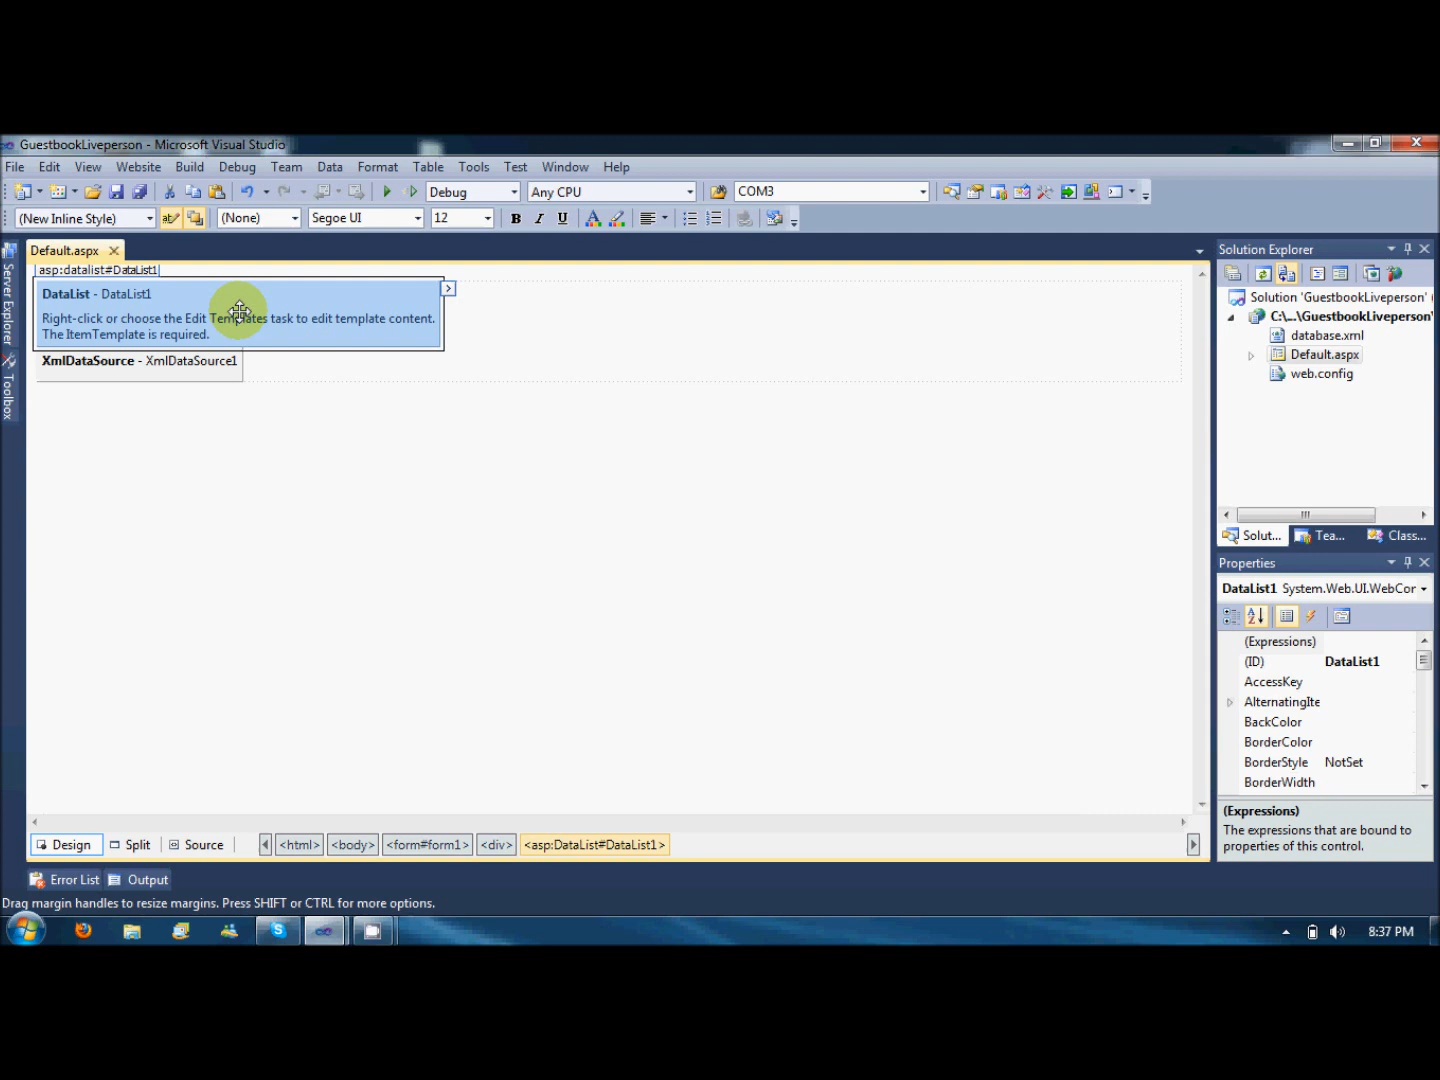 GuestbookLiveperson - Microsoft Visual Studio
File Edit View Website Build Debug Team Data Format Table Tools Test Window Help
Debug Any CPU COM3
(New Inline Style) (None) Segoe UI 12 B I U A
Default.aspx
asp:datalist#DataList1
DataList - DataList1
Right-click or choose the Edit Templates task to edit template content.
The ItemTemplate is required.
XmlDataSource - XmlDataSource1
Server Explorer
Toolbox
Solution Explorer
Solution 'GuestbookLiveperson' (
C:\...\GuestbookLiveperson\
database.xml
Default.aspx
web.config
Solut... Tea... Class...
Properties
DataList1 System.Web.UI.WebCor
(Expressions)
(ID) DataList1
AccessKey
AlternatingIte
BackColor
BorderColor
BorderStyle NotSet
BorderWidth
(Expressions)
The expressions that are bound to
properties of this control.
Design Split Source <html> <body> <form#form1> <div> <asp:DataList#DataList1>
Error List Output
Drag margin handles to resize margins. Press SHIFT or CTRL for more options.
8:37 PM